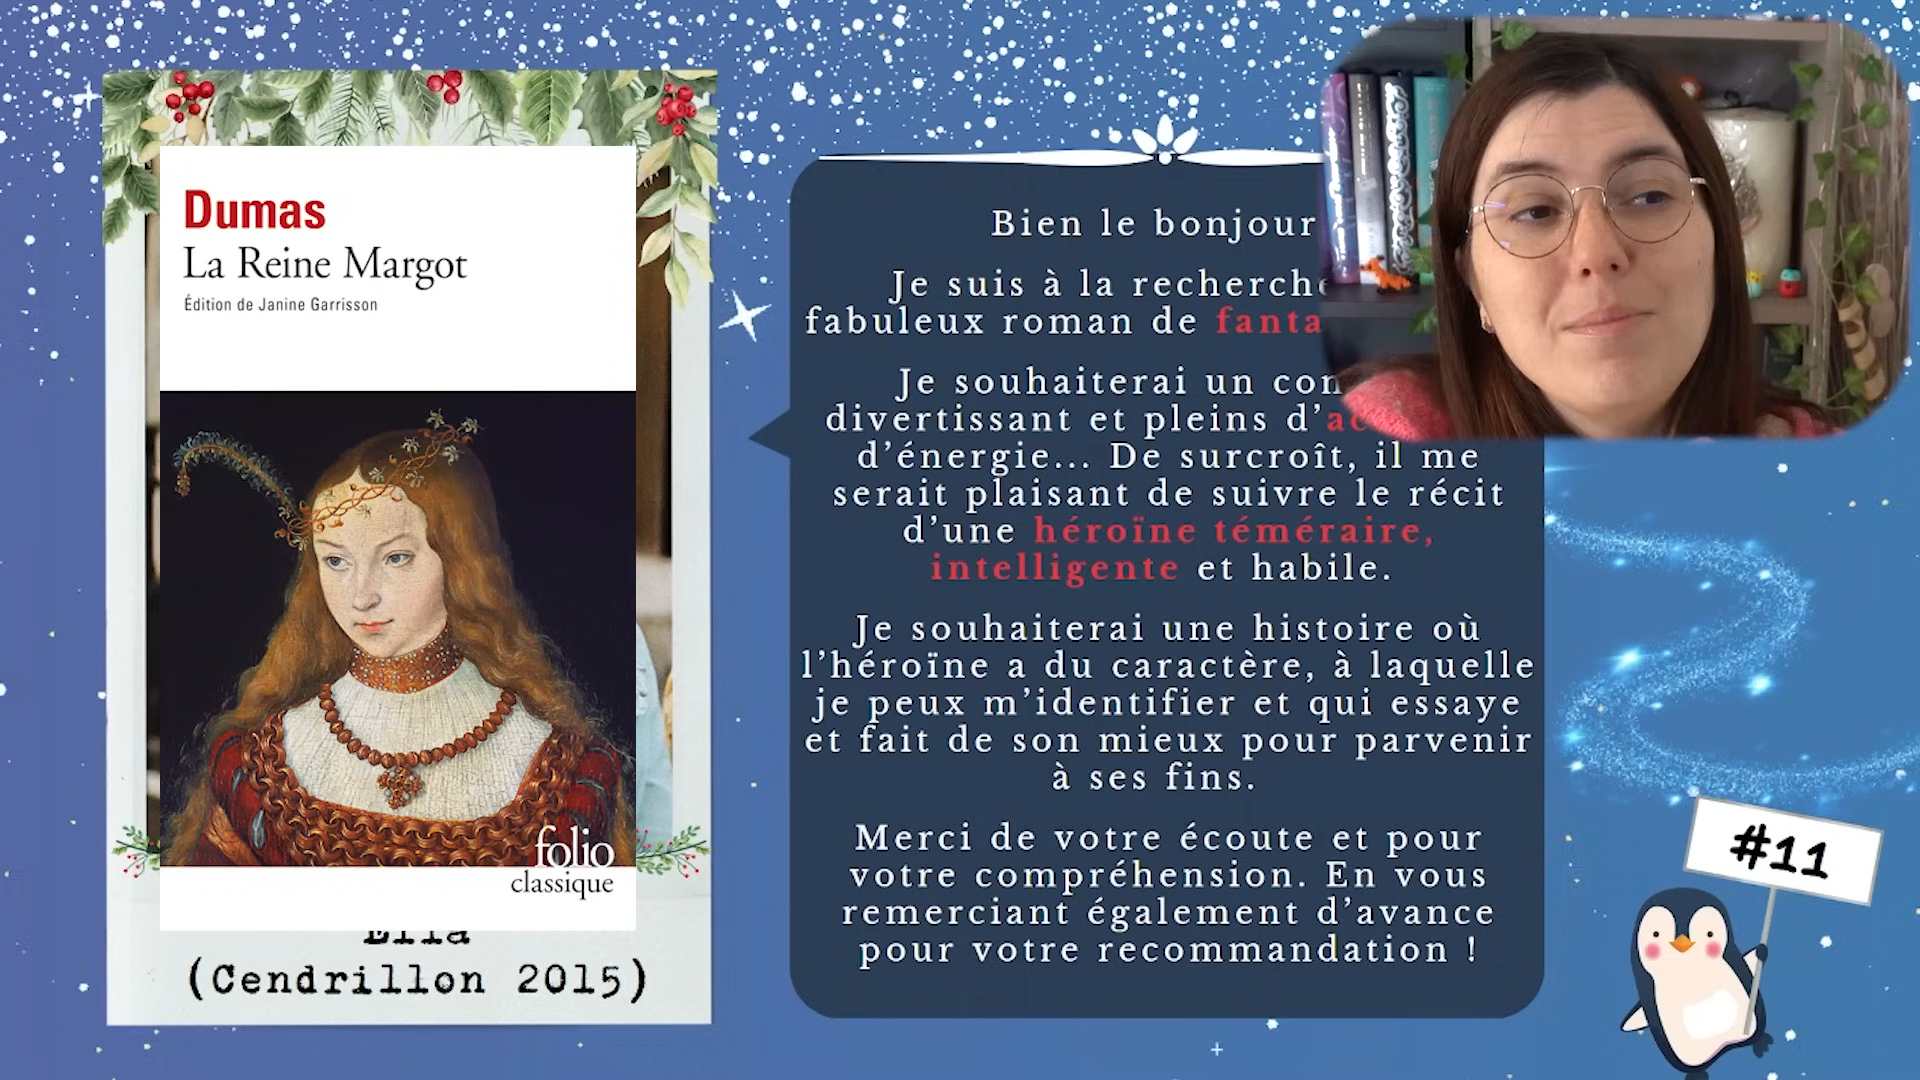 Dumas
La Reine Margot
Édition de Janine Garrisson
folio
classique
Ella
(Cendrillon 2015)
Bien le bonjour
Je suis à la recherche
fabuleux roman de
Je souhaiterai un
divertissant et pleins
d'énergie... De surcroît, il me
serait plaisant de suivre le récit
d'une héroïne téméraire,
intelligente et habile.
Je souhaiterai une histoire où
l'héroïne a du caractère, à laquelle
je peux m'identifier et qui essaye
et fait de son mieux pour parvenir
à ses fins.
Merci de votre écoute et pour
votre compréhension. En vous
remerciant également d'avance
pour votre recommandation !
#11